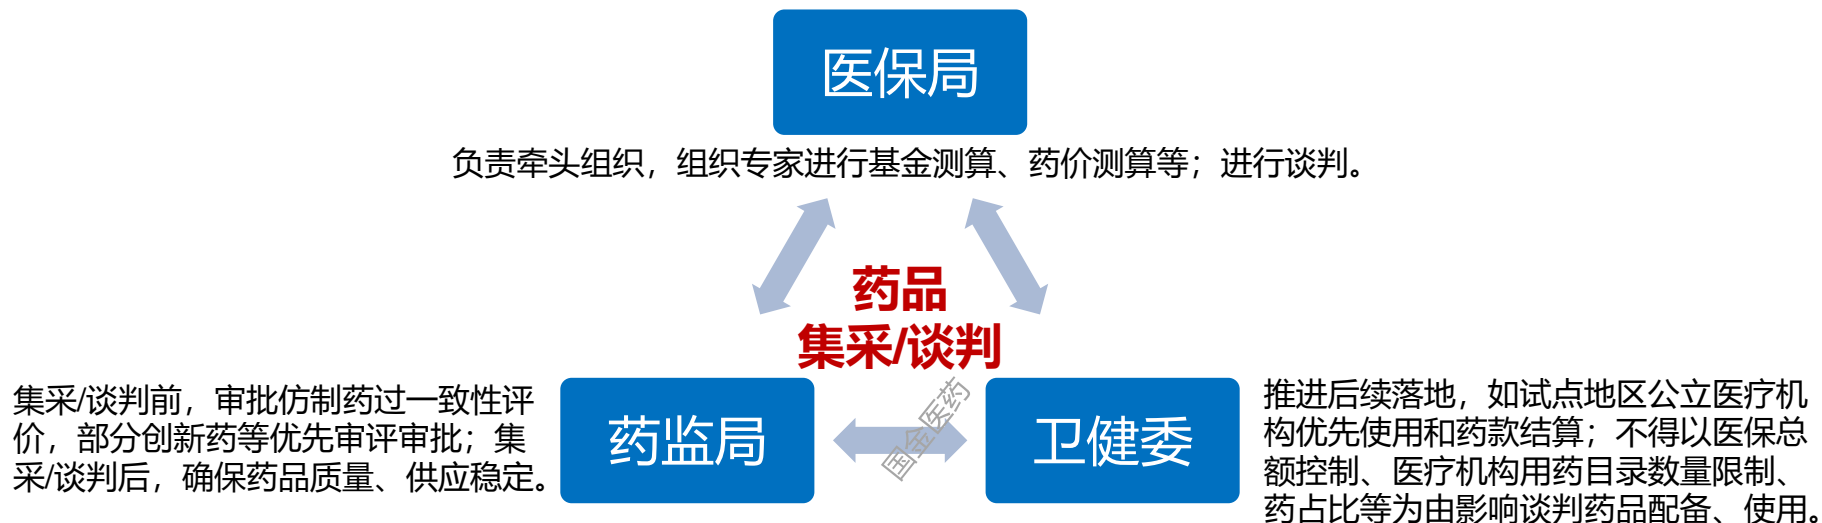 医保局
负责牵头组织，组织专家进行基金测算、药价测算等；进行谈判。
药品
集采/谈判
集采/谈判前，审批仿制药过一致性评
价，部分创新药等优先审评审批；集
采/谈判后，确保药品质量、供应稳定。
药监局
国金医药
卫健委
推进后续落地，如试点地区公立医疗机
构优先使用和药款结算；不得以医保总
额控制、医疗机构用药目录数量限制、
药占比等为由影响谈判药品配备、使用。